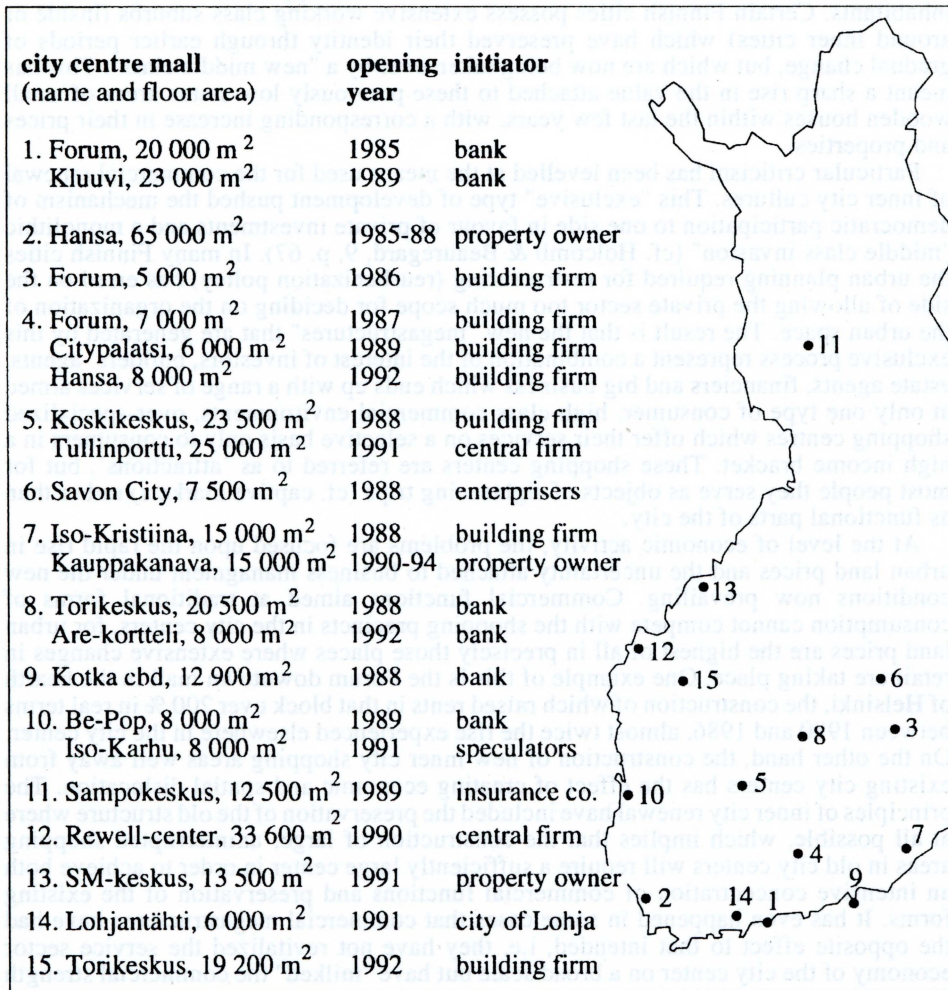 city centre mall opening initiator
(name and floor area) year
1. Forum, 20 000 m² 1985 bank
Kluuvi, 23 000 m² 1989 bank
2. Hansa, 65 000 m² 1985-88 property owner
3. Forum, 5 000 m² 1986 building firm
4. Forum, 7 000 m² 1987 building firm
Citypalatsi, 6 000 m² 1989 building firm
Hansa, 8 000 m² 1992 building firm
5. Koskikeskus, 23 500 m² 1988 building firm
Tullinportti, 25 000 m² 1991 central firm
6. Savon City, 7 500 m² 1988 enterprisers
7. Iso-Kristiina, 15 000 m² 1988 building firm
Kauppakanava, 15 000 m² 1990-94 property owner
8. Torikeskus, 20 500 m² 1988 bank
Are-kortteli, 8 000 m² 1992 bank
9. Kotka cbd, 2 900 m² 1988 bank
10. Be-Pop, 8 000 m² 1989 bank
Iso-Karhu, 8 000 m² 1991 speculators
11. Sampokeskus, 12 500 m² 1989 insurance co.
12. Rewell-center, 33 600 m² 1990 central firm
13. SM-keskus, 13 500 m² 1991 property owner
14. Lohjantähti, 6 000 m² 1991 city of Lohja
15. Torikeskus, 19 200 m² 1992 building firm
11
13
12
15
6
8
3
10
5
4
7
2
14
9
1